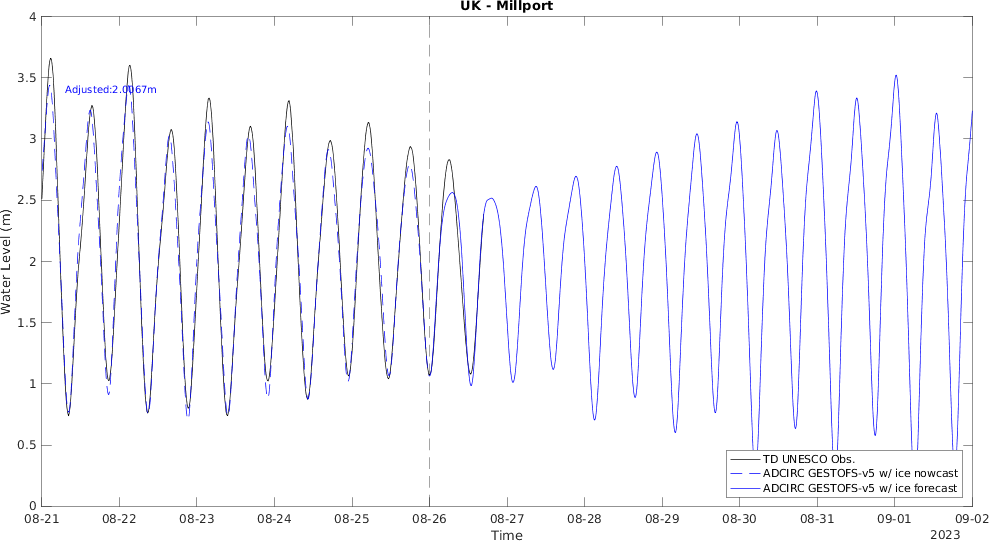 UK - Millport
4
3.5
3
2.5
2
1.5
1
0.5
0
Water Level (m)
Adjusted:2.0067m
TD UNESCO Obs.
ADCIRC GESTOFS-v5 w/ ice nowcast
ADCIRC GESTOFS-v5 w/ ice forecast
08-21 08-22 08-23 08-24 08-25 08-26 08-27 08-28 08-29 08-30 08-31 09-01 09-02
Time
2023